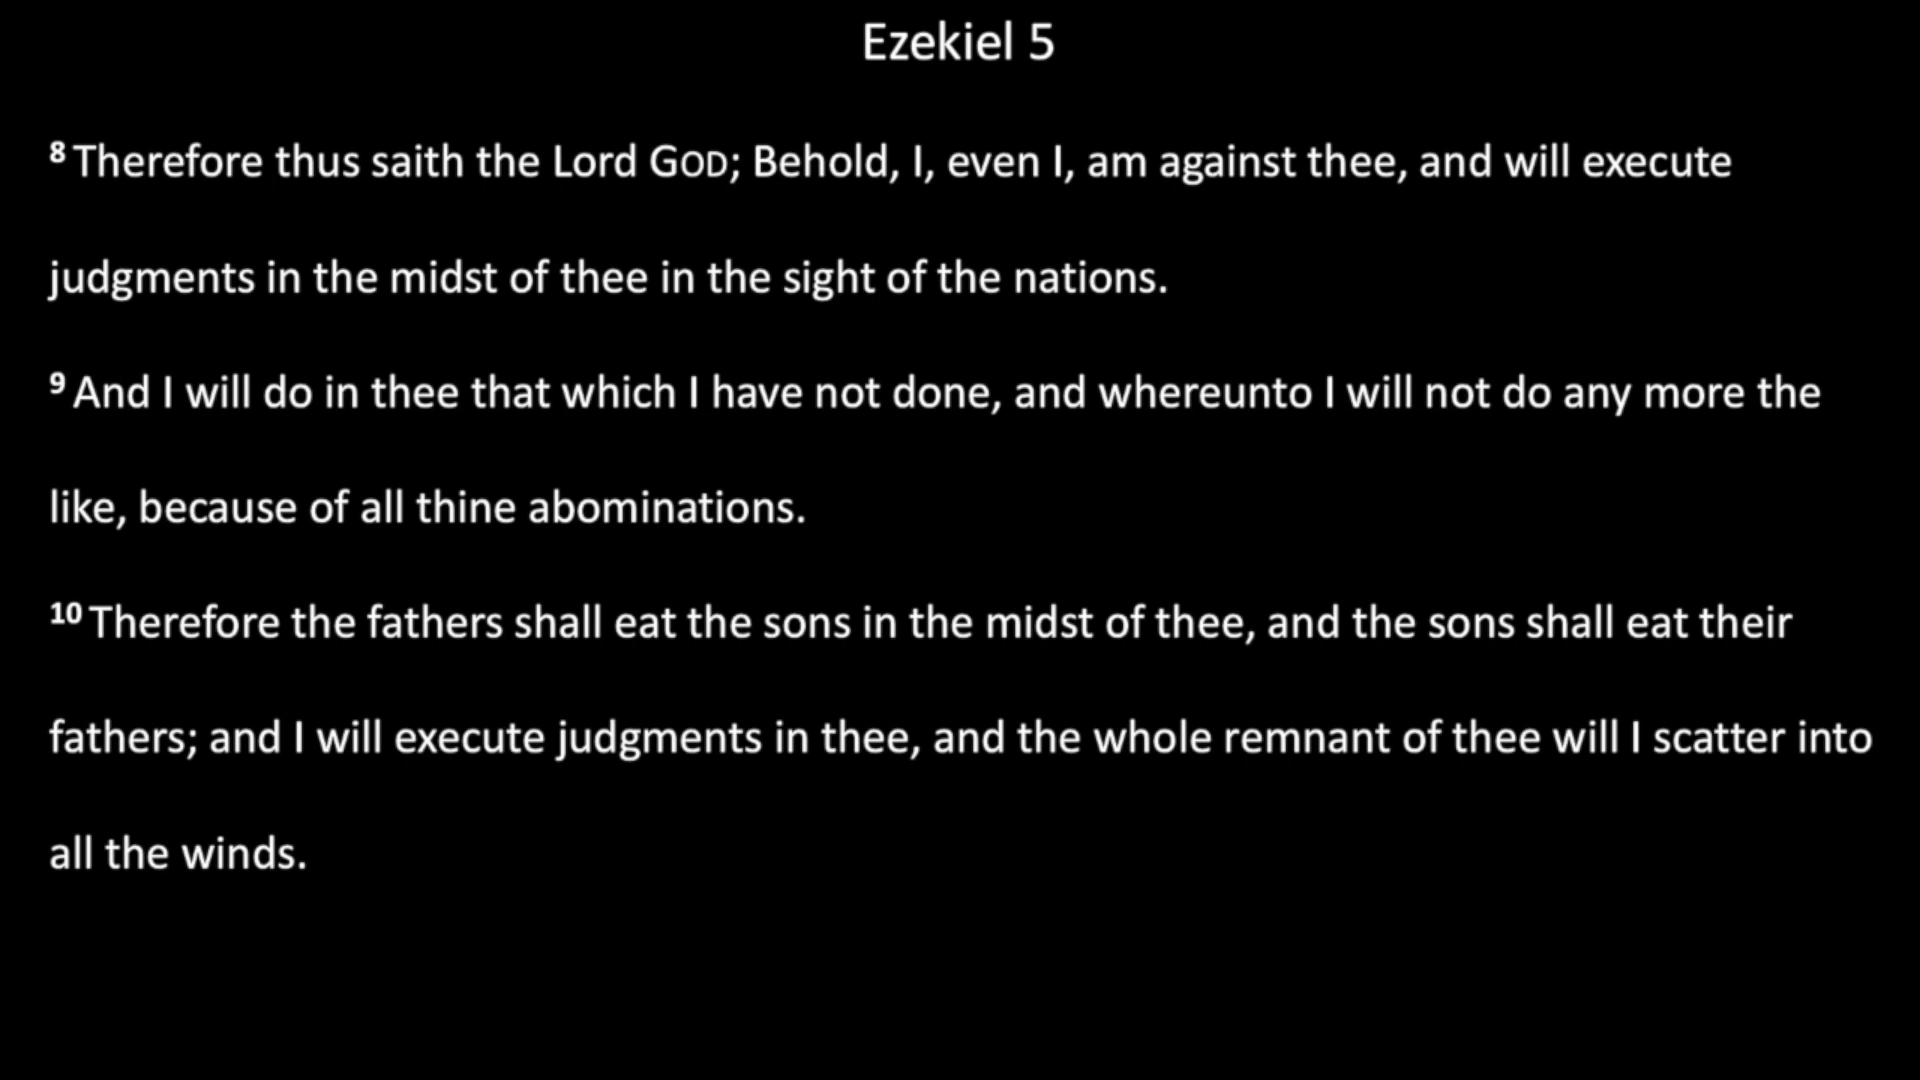 Ezekiel 5
8 Therefore thus saith the Lord GOD; Behold, I, even I, am against thee, and will execute
judgments in the midst of thee in the sight of the nations.
9 And I will do in thee that which I have not done, and whereunto I will not do any more the
like, because of all thine abominations.
10 Therefore the fathers shall eat the sons in the midst of thee, and the sons shall eat their
fathers; and I will execute judgments in thee, and the whole remnant of thee will I scatter into
all the winds.